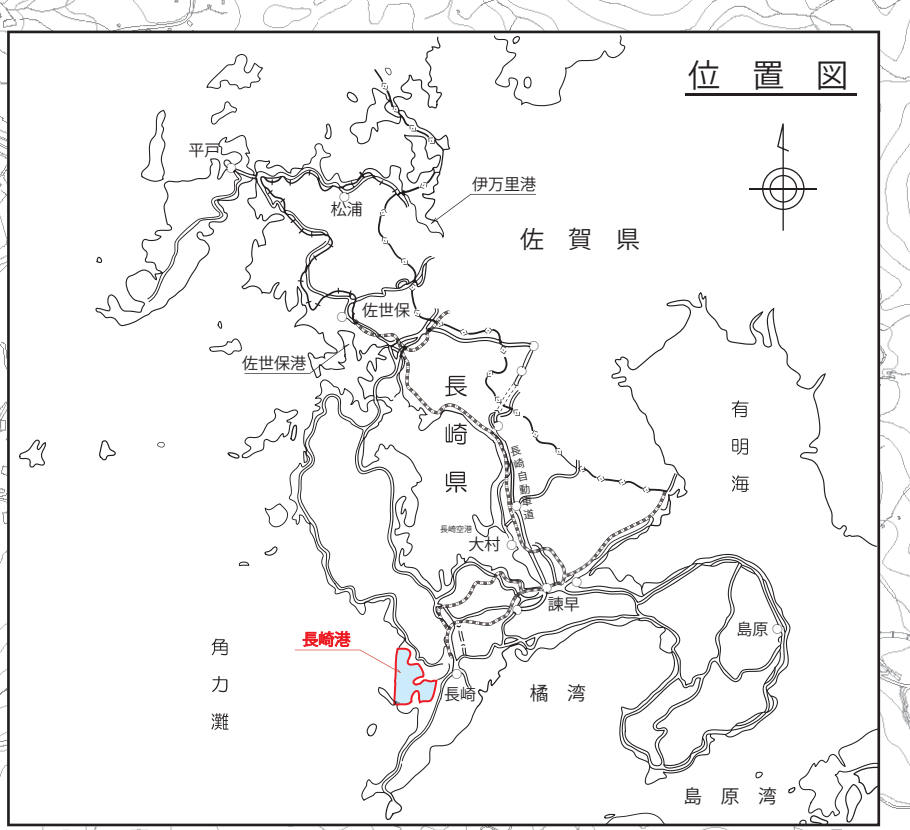 位置図
平戸
伊万里港
松浦
佐賀県
佐世保
佐世保港
長崎県
有明海
長崎自動車道
長崎空港
大村
諫早
島原
長崎港
角力灘
長崎
橘湾
島原湾